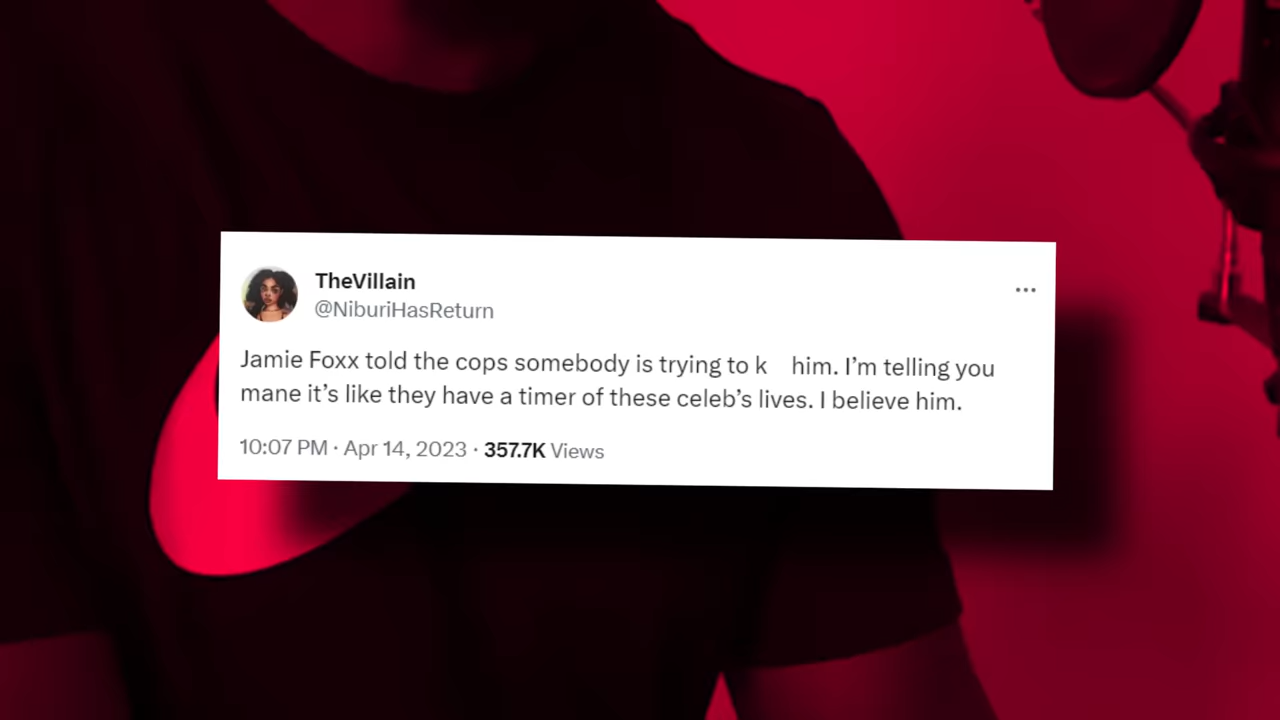 TheVillain
@NiburiHasReturn
Jamie Foxx told the cops somebody is trying to k him. I’m telling you
mane it’s like they have a timer of these celeb’s lives. I believe him.
10:07 PM · Apr 14, 2023 · 357.7K Views